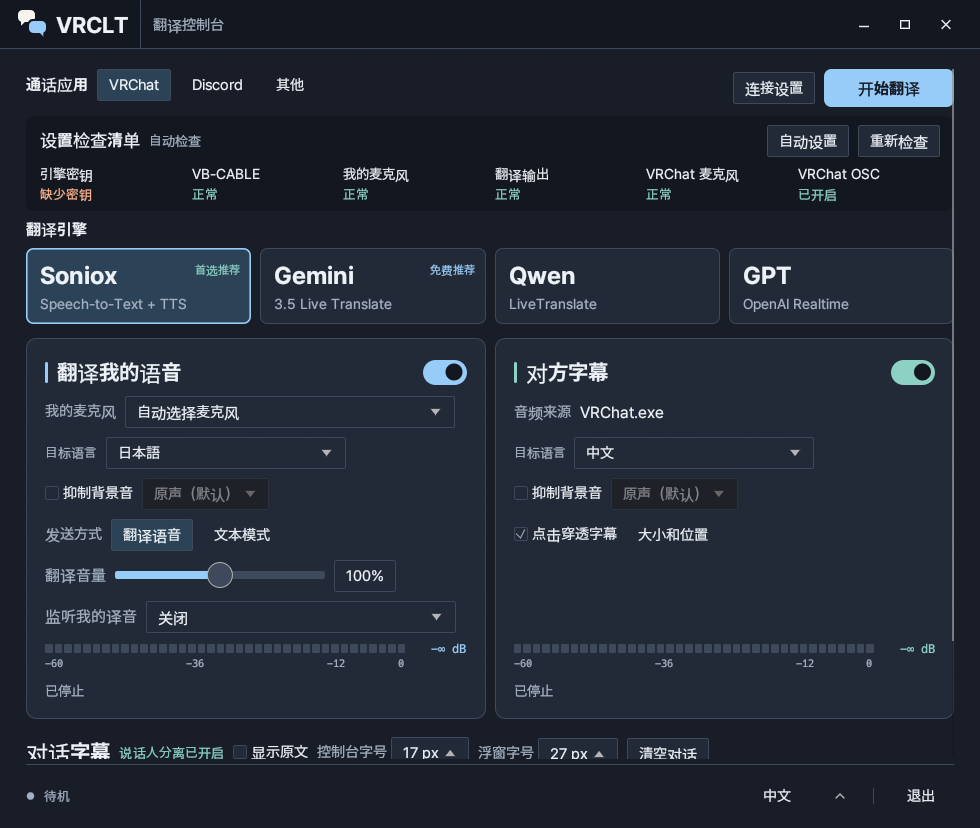 VRCLT 翻译控制台
通话应用 VRChat Discord 其他 连接设置 开始翻译
设置检查清单 自动检查 自动设置 重新检查
引擎密钥 VB-CABLE 我的麦克风 翻译输出 VRChat 麦克风 VRChat OSC
缺少密钥 正常 正常 正常 正常 已开启
翻译引擎
Soniox 首选推荐 Gemini 免费推荐 Qwen GPT
Speech-to-Text + TTS 3.5 Live Translate LiveTranslate OpenAI Realtime
翻译我的语音
我的麦克风 自动选择麦克风
目标语言 日本語
抑制背景音 原声（默认）
发送方式 翻译语音 文本模式
翻译音量 100%
监听我的译音 关闭
-∞ dB
-60 -36 -12 0
已停止
对方字幕
音频来源 VRChat.exe
目标语言 中文
抑制背景音 原声（默认）
点击穿透字幕 大小和位置
-∞ dB
-60 -36 -12 0
已停止
对话字幕 说话人分离已开启 显示原文 控制台字号 17 px 浮窗字号 27 px 清空对话
待机 中文 退出